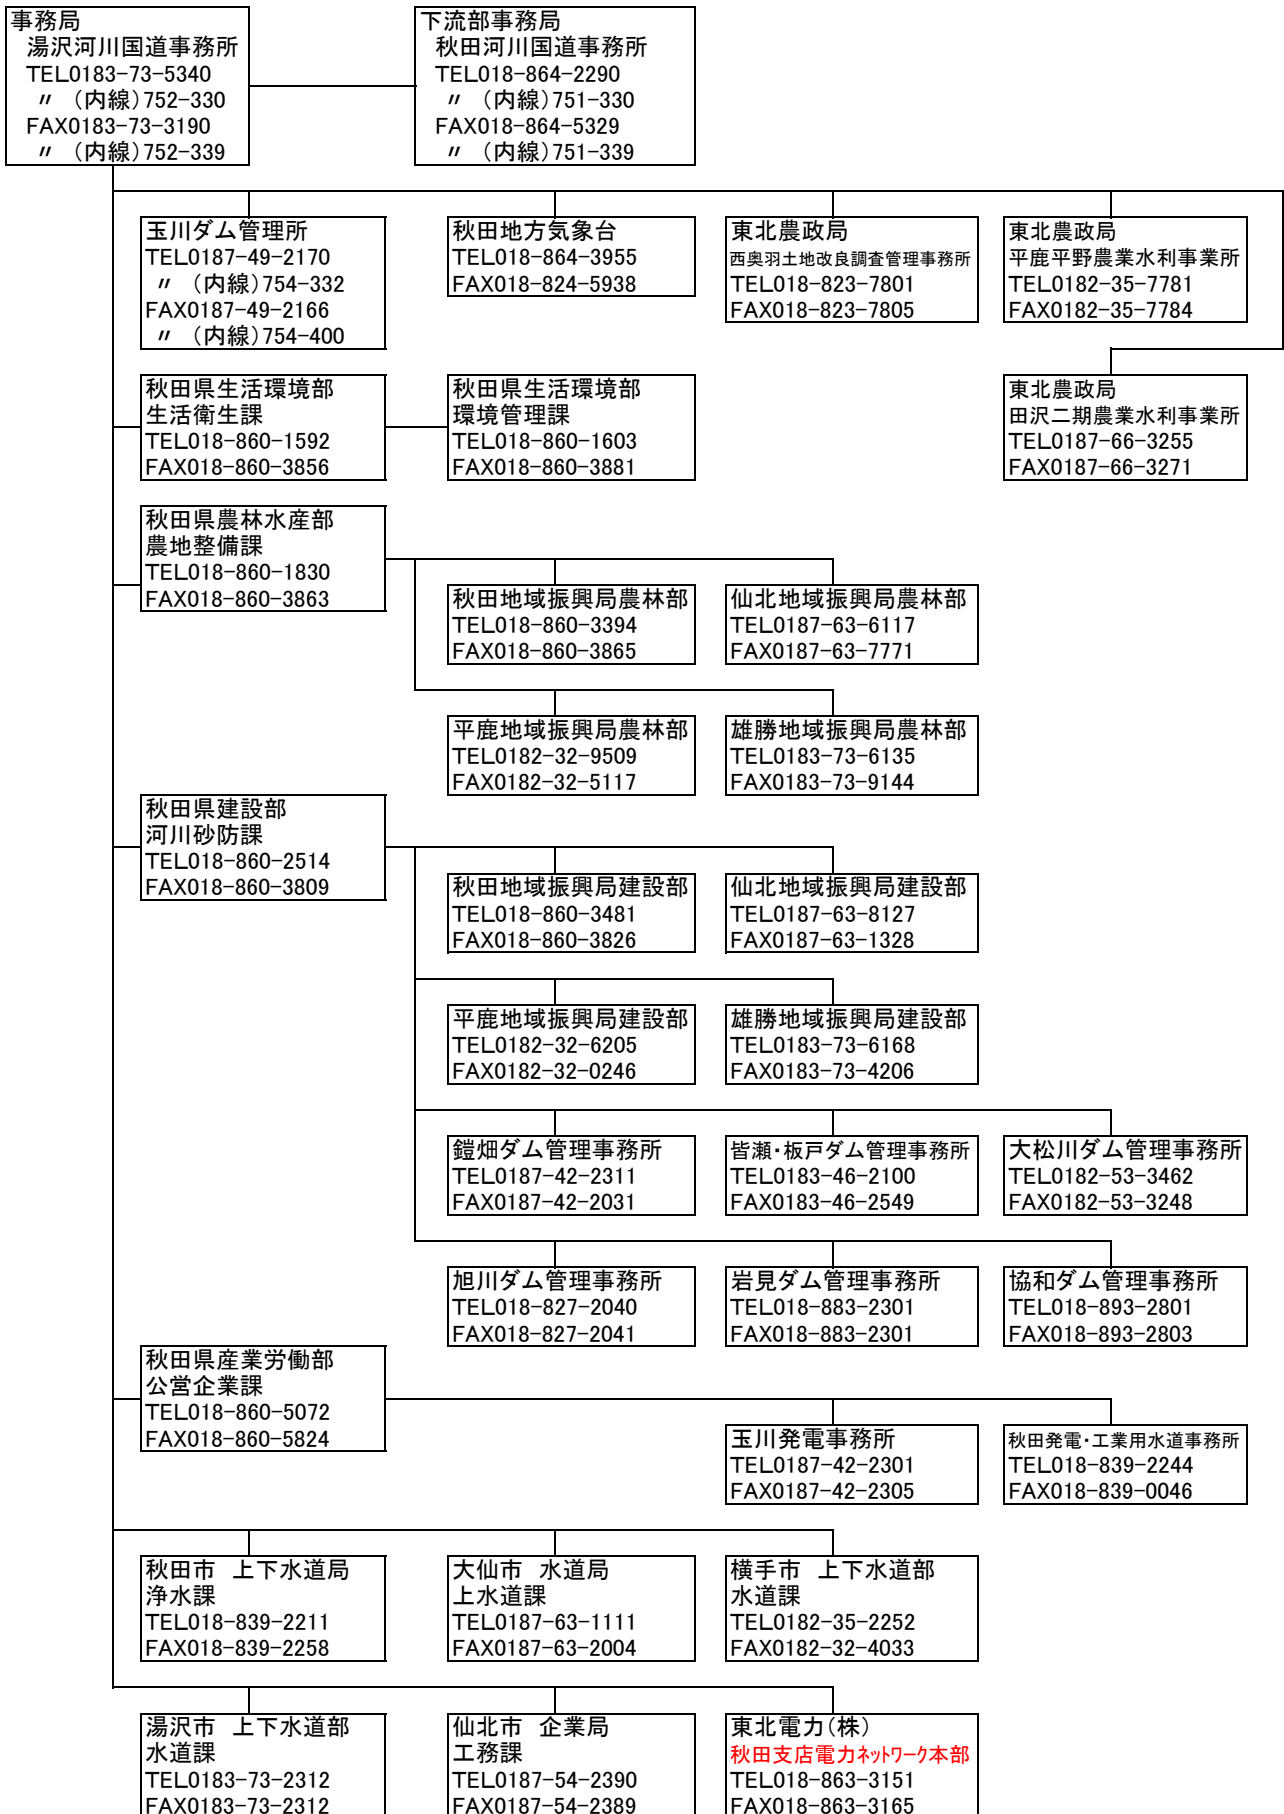 事務局
湯沢河川国道事務所
TEL0183-73-5340
〃 （内線）752-330
FAX0183-73-3190
〃 （内線）752-339
下流部事務局
秋田河川国道事務所
TEL018-864-2290
〃 （内線）751-330
FAX018-864-5329
〃 （内線）751-339
玉川ダム管理所
TEL0187-49-2170
〃 （内線）754-332
FAX0187-49-2166
〃 （内線）754-400
秋田地方気象台
TEL018-864-3955
FAX018-824-5938
東北農政局
西奥羽土地改良調査管理事務所
TEL018-823-7801
FAX018-823-7805
東北農政局
平鹿平野農業水利事業所
TEL0182-35-7781
FAX0182-35-7784
秋田県生活環境部
生活衛生課
TEL018-860-1592
FAX018-860-3856
秋田県生活環境部
環境管理課
TEL018-860-1603
FAX018-860-3881
東北農政局
田沢二期農業水利事業所
TEL0187-66-3255
FAX0187-66-3271
秋田県農林水産部
農地整備課
TEL018-860-1830
FAX018-860-3863
秋田地域振興局農林部
TEL018-860-3394
FAX018-860-3865
仙北地域振興局農林部
TEL0187-63-6117
FAX0187-63-7771
平鹿地域振興局農林部
TEL0182-32-9509
FAX0182-32-5117
雄勝地域振興局農林部
TEL0183-73-6135
FAX0183-73-9144
秋田県建設部
河川砂防課
TEL018-860-2514
FAX018-860-3809
秋田地域振興局建設部
TEL018-860-3481
FAX018-860-3826
仙北地域振興局建設部
TEL0187-63-8127
FAX0187-63-1328
平鹿地域振興局建設部
TEL0182-32-6205
FAX0182-32-0246
雄勝地域振興局建設部
TEL0183-73-6168
FAX0183-73-4206
鎧畑ダム管理事務所
TEL0187-42-2311
FAX0187-42-2031
皆瀬・板戸ダム管理事務所
TEL0183-46-2100
FAX0183-46-2549
大松川ダム管理事務所
TEL0182-53-3462
FAX0182-53-3248
旭川ダム管理事務所
TEL018-827-2040
FAX018-827-2041
岩見ダム管理事務所
TEL018-883-2301
FAX018-883-2301
協和ダム管理事務所
TEL018-893-2801
FAX018-893-2803
秋田県産業労働部
公営企業課
TEL018-860-5072
FAX018-860-5824
玉川発電事務所
TEL0187-42-2301
FAX0187-42-2305
秋田発電・工業用水道事務所
TEL018-839-2244
FAX018-839-0046
秋田市　上下水道局
浄水課
TEL018-839-2211
FAX018-839-2258
大仙市　水道局
上水道課
TEL0187-63-1111
FAX0187-63-2004
横手市　上下水道部
水道課
TEL0182-35-2252
FAX0182-32-4033
湯沢市　上下水道部
水道課
TEL0183-73-2312
FAX0183-73-2312
仙北市　企業局
工務課
TEL0187-54-2390
FAX0187-54-2389
東北電力（株）
秋田支店電力ﾈｯﾄﾜｰｸ本部
TEL018-863-3151
FAX018-863-3165